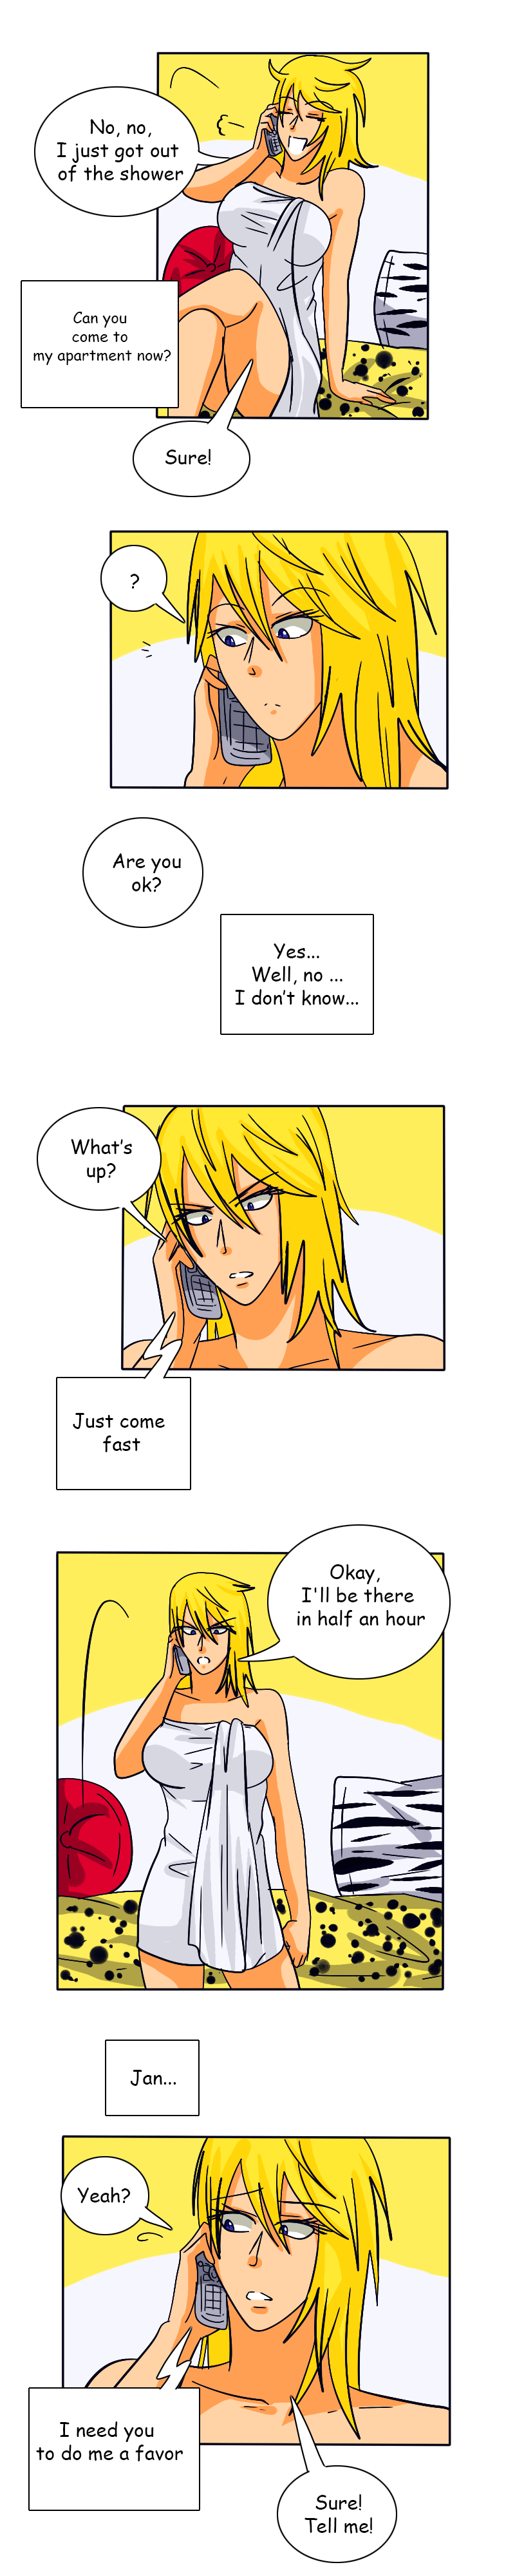 No, no,
I just got out
of the shower
Can you
come to
my apartment now?
Sure!
?
Are you
ok?
Yes...
Well, no ...
I don't know...
What's
up?
Just come
fast
Okay,
I'll be there
in half an hour
Jan...
Yeah?
I need you
to do me a favor
Sure!
Tell me!